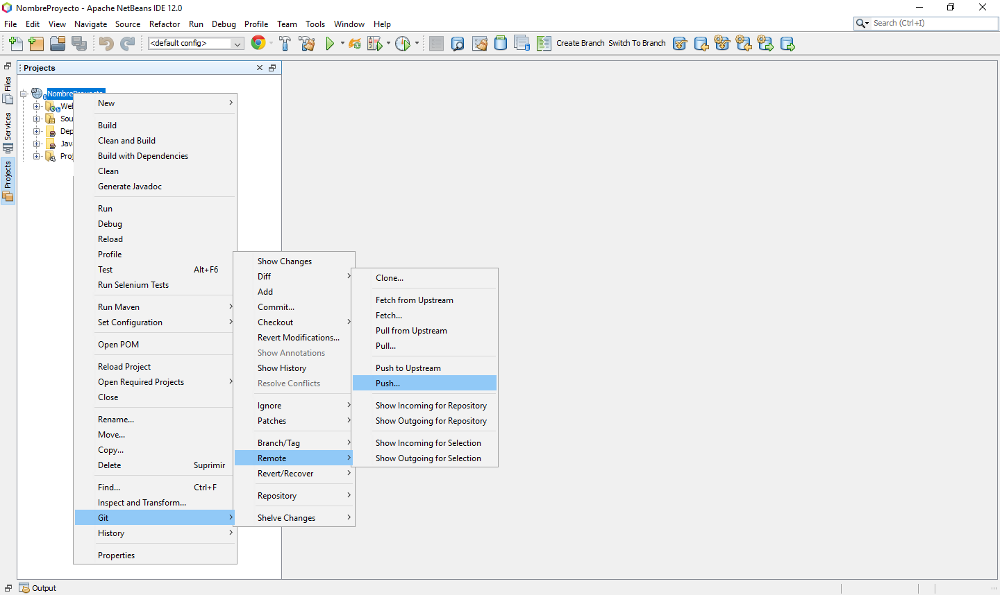 NombreProyecto - Apache NetBeans IDE 12.0
File Edit View Navigate Source Refactor Run Debug Profile Team Tools Window Help
Search (Ctrl+I)
<default config>
Create Branch Switch To Branch
Files
Services
Projects
Projects
NombreProyecto
Sou
Dep
New
Build
Clean and Build
Build with Dependencies
Clean
Generate Javadoc
Run
Debug
Reload
Profile
Test Alt+F6
Run Selenium Tests
Run Maven
Set Configuration
Open POM
Reload Project
Open Required Projects
Close
Rename...
Move...
Copy...
Delete Suprimir
Find... Ctrl+F
Inspect and Transform...
Git
History
Properties
Show Changes
Diff
Add
Commit...
Checkout
Revert Modifications...
Show Annotations
Show History
Resolve Conflicts
Ignore
Patches
Branch/Tag
Remote
Revert/Recover
Repository
Shelve Changes
Clone...
Fetch from Upstream
Fetch...
Pull from Upstream
Pull...
Push to Upstream
Push...
Show Incoming for Repository
Show Outgoing for Repository
Show Incoming for Selection
Show Outgoing for Selection
Output